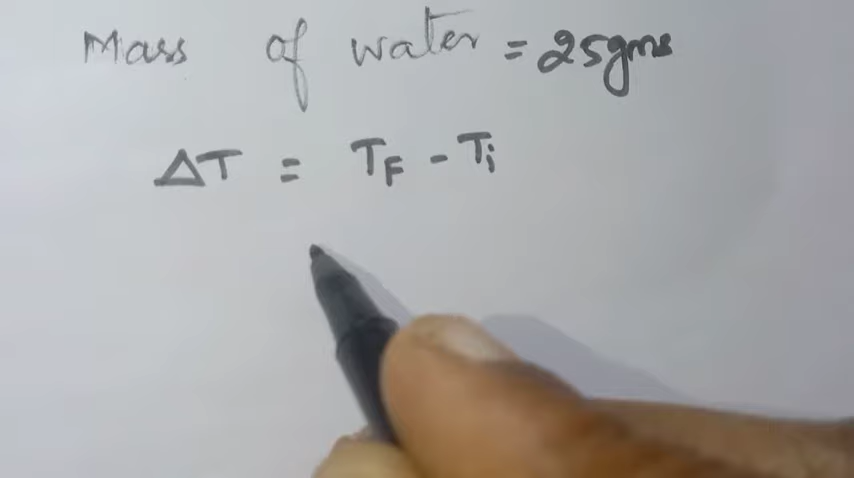 Mass of water = 25gms
ΔT = TF - Ti